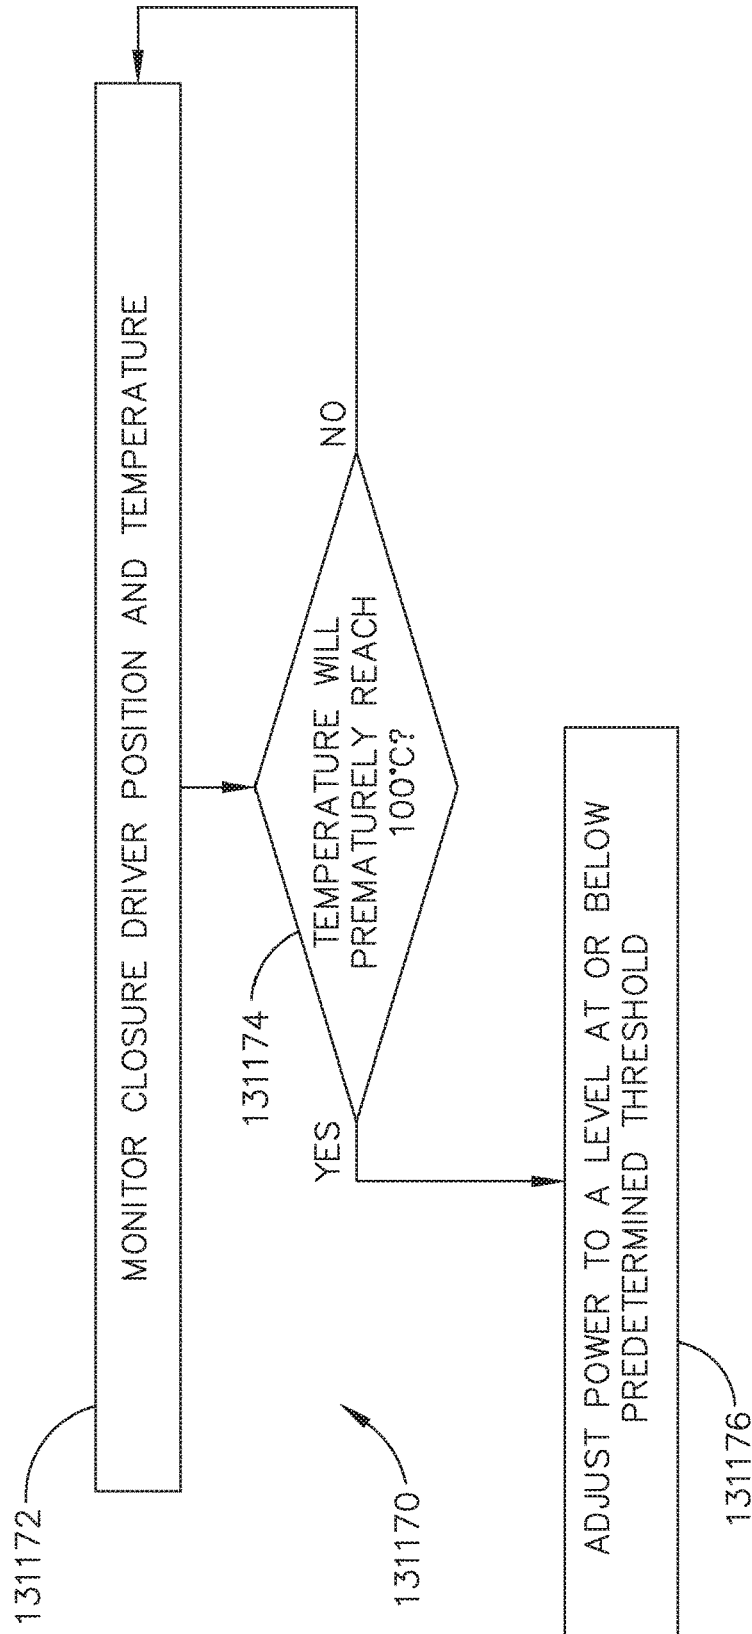 131172
MONITOR CLOSURE DRIVER POSITION AND TEMPERATURE
131174
TEMPERATURE WILL
PREMATURELY REACH
100°C?
YES
NO
131170
ADJUST POWER TO A LEVEL AT OR BELOW
PREDETERMINED THRESHOLD
131176